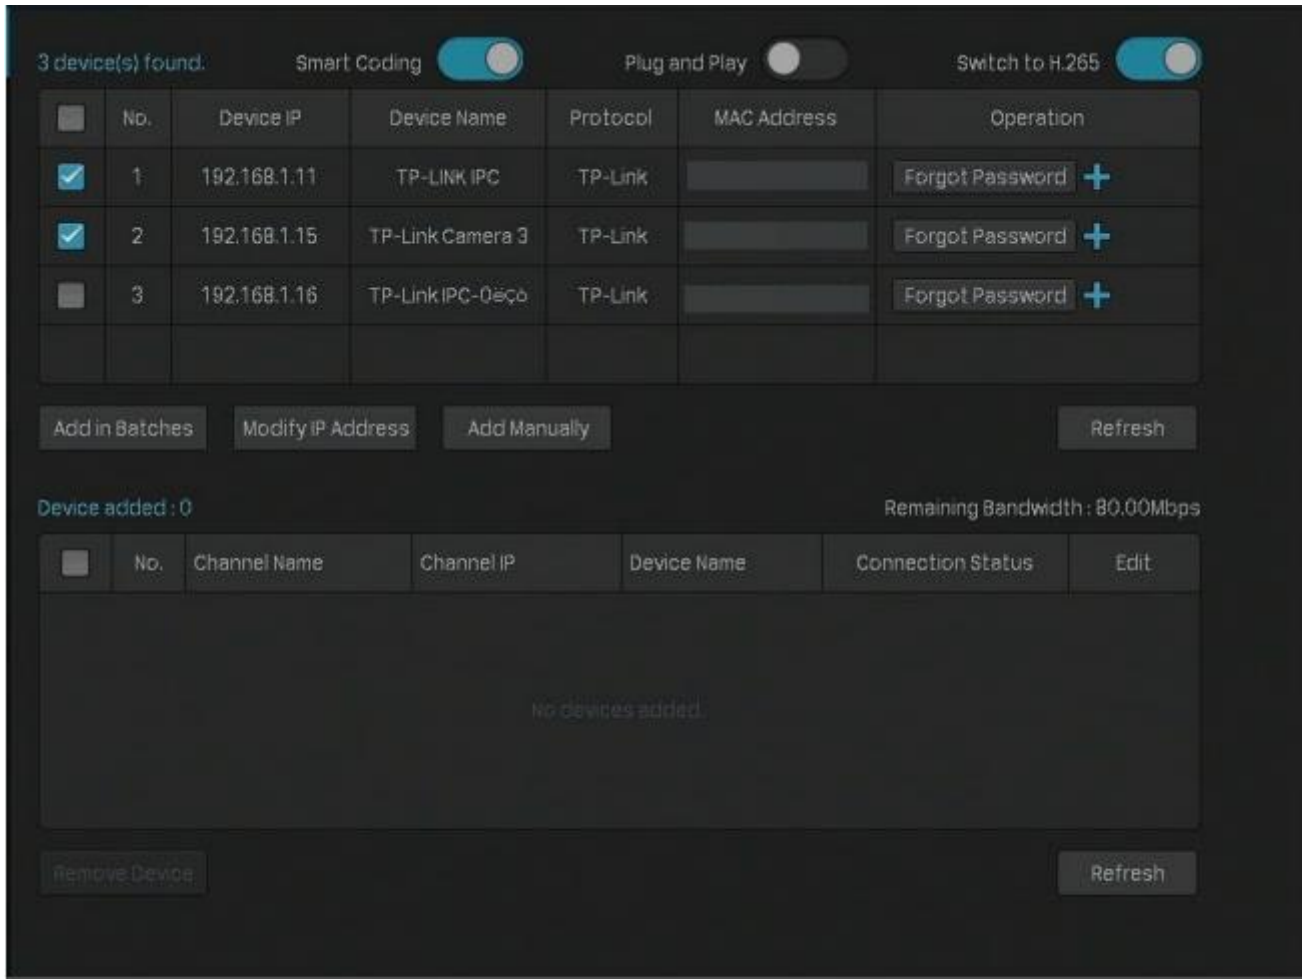 3 device(s) found. Smart Coding Plug and Play Switch to H.265
No. Device IP Device Name Protocol MAC Address Operation
1 192.168.1.11 TP-LINK IPC TP-Link Forgot Password
2 192.168.1.15 TP-Link Camera 3 TP-Link Forgot Password
3 192.168.1.16 TP-Link IPC-0èçò TP-Link Forgot Password
Add in Batches Modify IP Address Add Manually Refresh
Device added : 0 Remaining Bandwidth : 80.00Mbps
No. Channel Name Channel IP Device Name Connection Status Edit
No devices added.
Remove Device Refresh